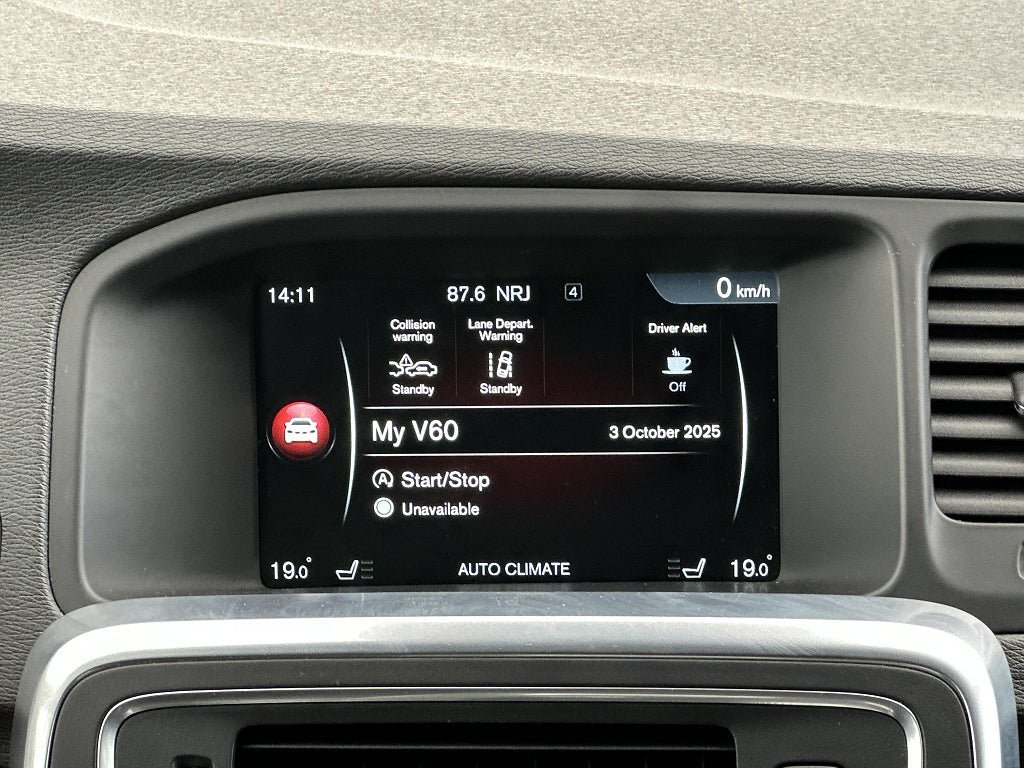 14:11 87.6 NRJ 4 0 km/h
Collision
warning
Standby
Lane Depart.
Warning
Standby
Driver Alert
Off
My V60 3 October 2025
A Start/Stop
Unavailable
19.0° AUTO CLIMATE 19.0°